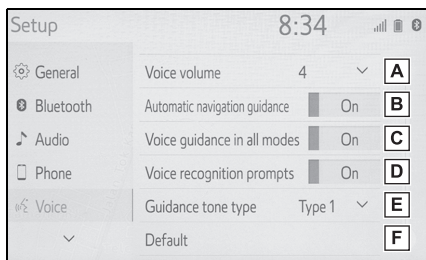 Setup 8:34
General
Bluetooth
Audio
Phone
Voice
Voice volume 4 A
Automatic navigation guidance On B
Voice guidance in all modes On C
Voice recognition prompts On D
Guidance tone type Type 1 E
Default F